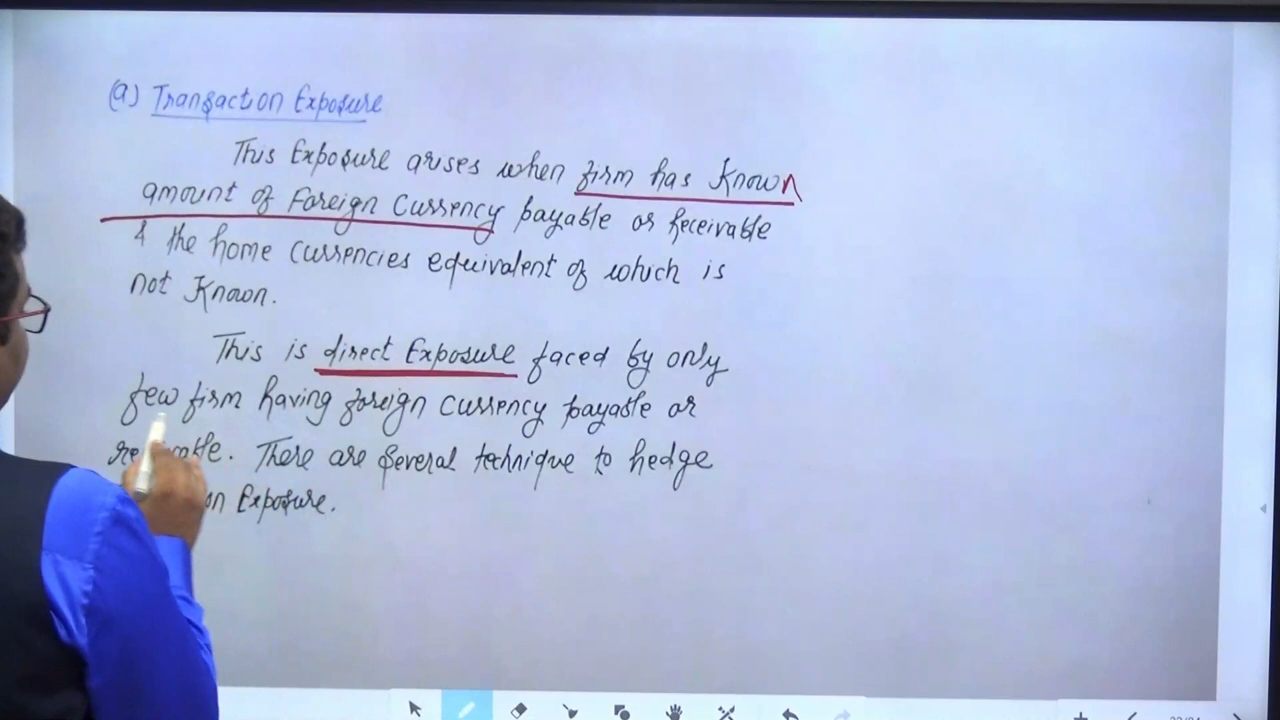 (a) Transaction Exposure
This Exposure arises when firm has Known
amount of Foreign Currency payable or Receivable
& the home currencies equivalent of which is
not Known.
This is direct Exposure faced by only
few firm having foreign currency payable or
There are several technique to hedge
Exposure.